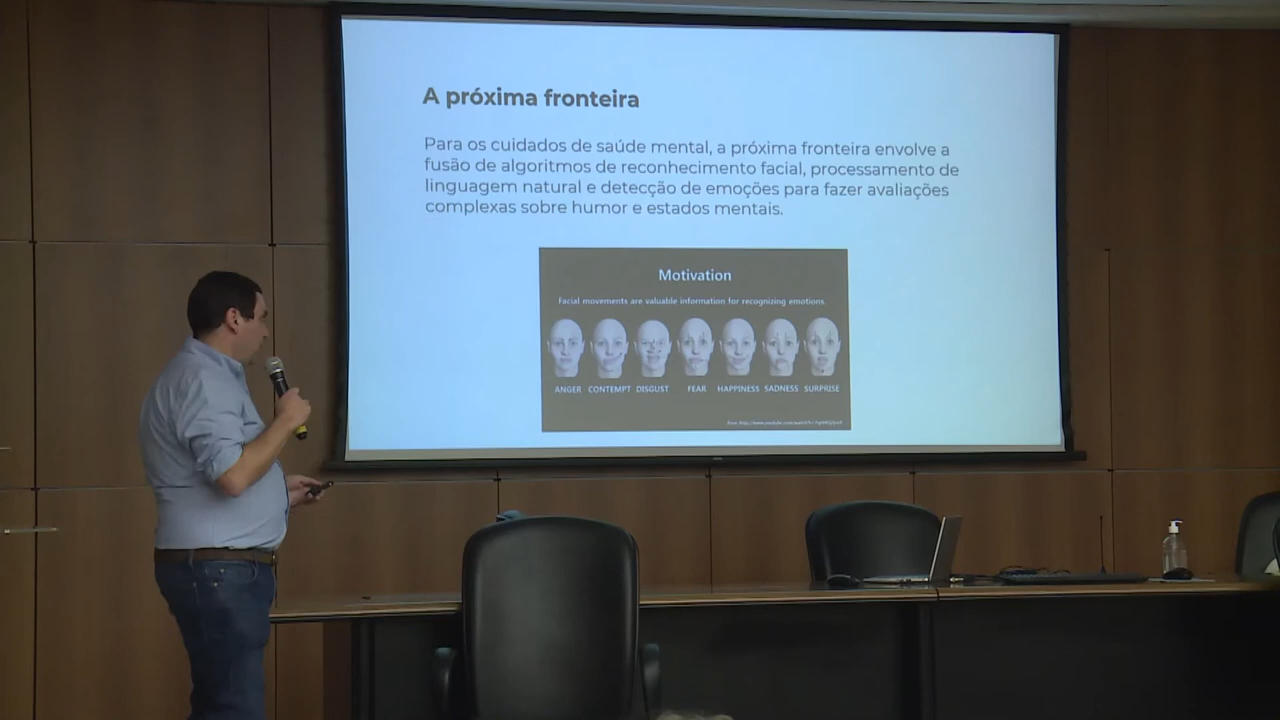 A próxima fronteira
Para os cuidados de saúde mental, a próxima fronteira envolve a
fusão de algoritmos de reconhecimento facial, processamento de
linguagem natural e detecção de emoções para fazer avaliações
complexas sobre humor e estados mentais.
Motivation
Facial movements are valuable information for recognizing emotions.
ANGER CONTEMPT DISGUST FEAR HAPPINESS SADNESS SURPRISE